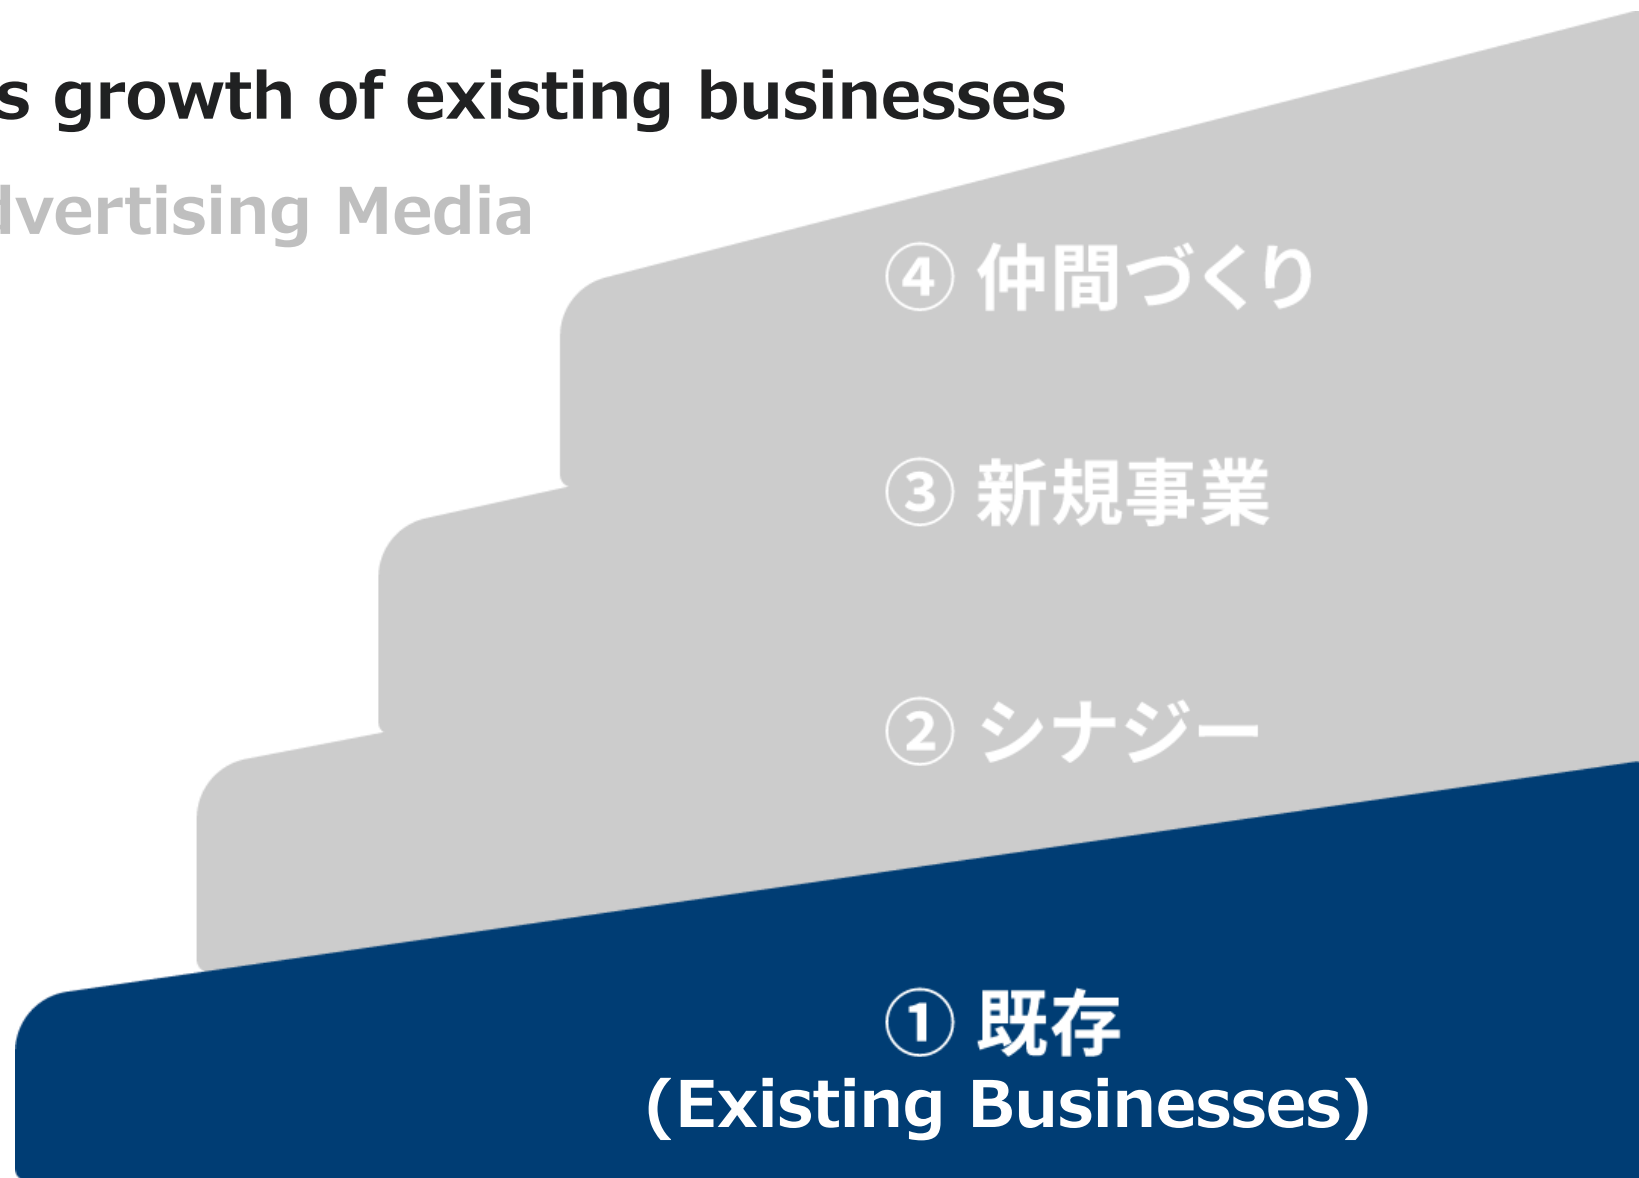 s growth of existing businesses
dvertising Media
④ 仲間づくり
③ 新規事業
② シナジー
① 既存
(Existing Businesses)